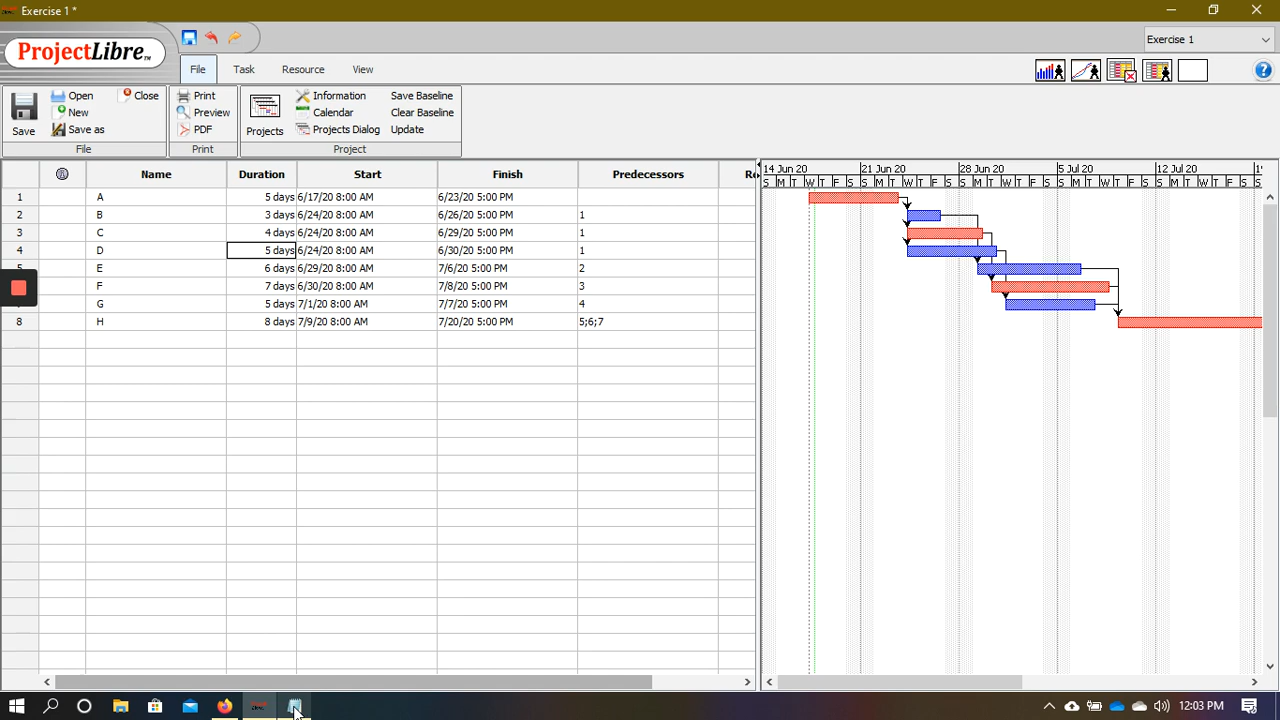 Exercise 1 *
ProjectLibre™
Exercise 1
File Task Resource View
Save Open New Save as Close File
Print Preview PDF Print
Projects Information Calendar Projects Dialog Save Baseline Clear Baseline Update Project
Name Duration Start Finish Predecessors
1 A 5 days 6/17/20 8:00 AM 6/23/20 5:00 PM
2 B 3 days 6/24/20 8:00 AM 6/26/20 5:00 PM 1
3 C 4 days 6/24/20 8:00 AM 6/29/20 5:00 PM 1
4 D 5 days 6/24/20 8:00 AM 6/30/20 5:00 PM 1
E 6 days 6/29/20 8:00 AM 7/6/20 5:00 PM 2
F 7 days 6/30/20 8:00 AM 7/8/20 5:00 PM 3
G 5 days 7/1/20 8:00 AM 7/7/20 5:00 PM 4
8 H 8 days 7/9/20 8:00 AM 7/20/20 5:00 PM 5;6;7
14 Jun 20 21 Jun 20 28 Jun 20 5 Jul 20 12 Jul 20
S M T W T F S S M T W T F S S M T W T F S S M T W T F S S M T W T F S S
12:03 PM